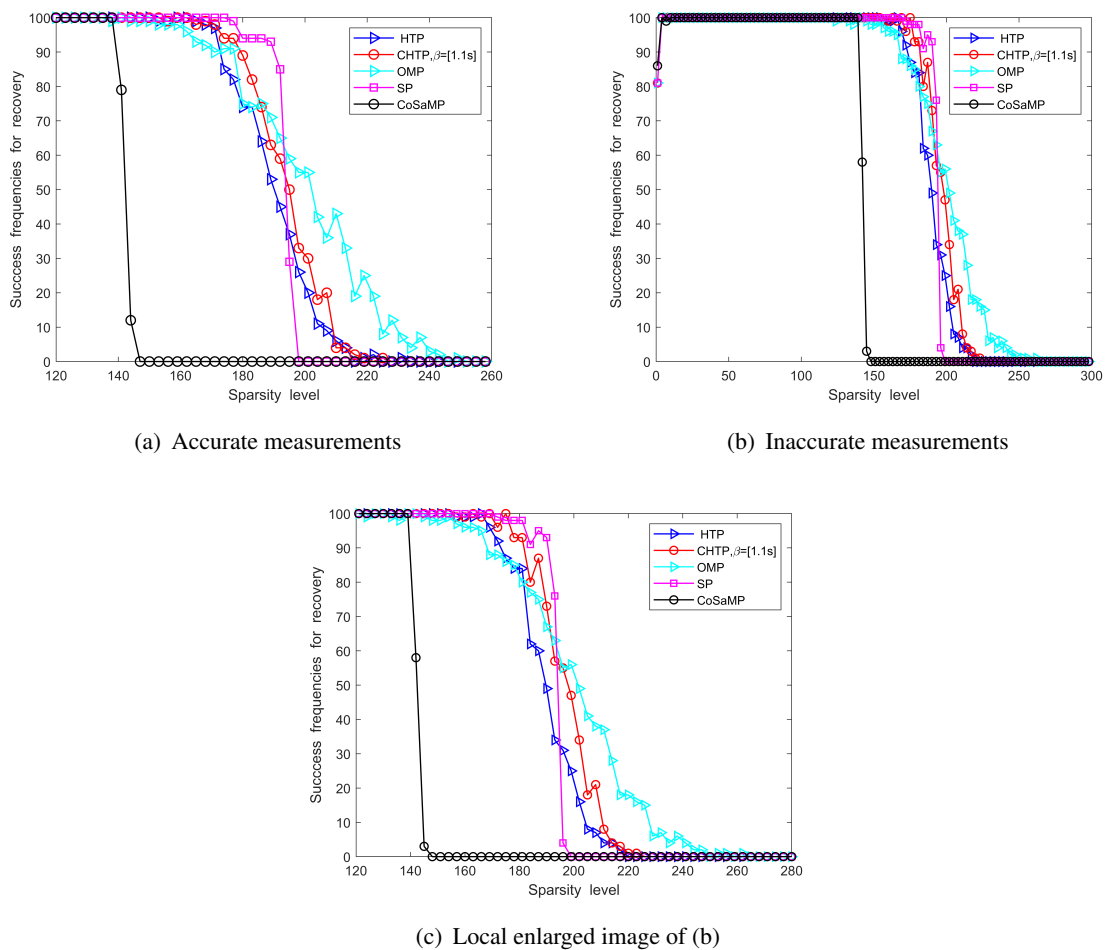 100
90
80
70
60
50
40
30
20
10
0
Succcess frequencies for recovery
120 140 160 180 200 220 240 260
Sparsity level
HTP
CHTP,β=[1.1s]
OMP
SP
CoSaMP
(a) Accurate measurements
100
90
80
70
60
50
40
30
20
10
0
Succcess frequencies for recovery
0 50 100 150 200 250 300
Sparsity level
HTP
CHTP,β=[1.1s]
OMP
SP
CoSaMP
(b) Inaccurate measurements
100
90
80
70
60
50
40
30
20
10
0
Succcess frequencies for recovery
120 140 160 180 200 220 240 260 280
Sparsity level
HTP
CHTP,β=[1.1s]
OMP
SP
CoSaMP
(c) Local enlarged image of (b)